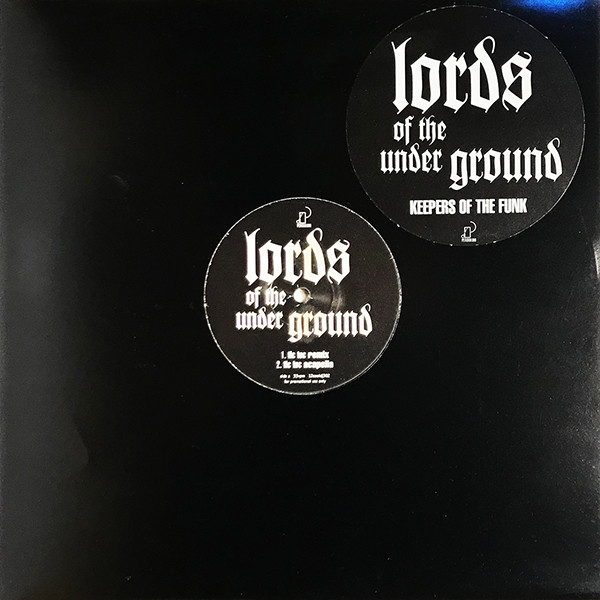 lords
of the
under ground
KEEPERS OF THE FUNK
lords
of the
under ground
1. tic toc remix
2. tic toc acapella
for promotional use only